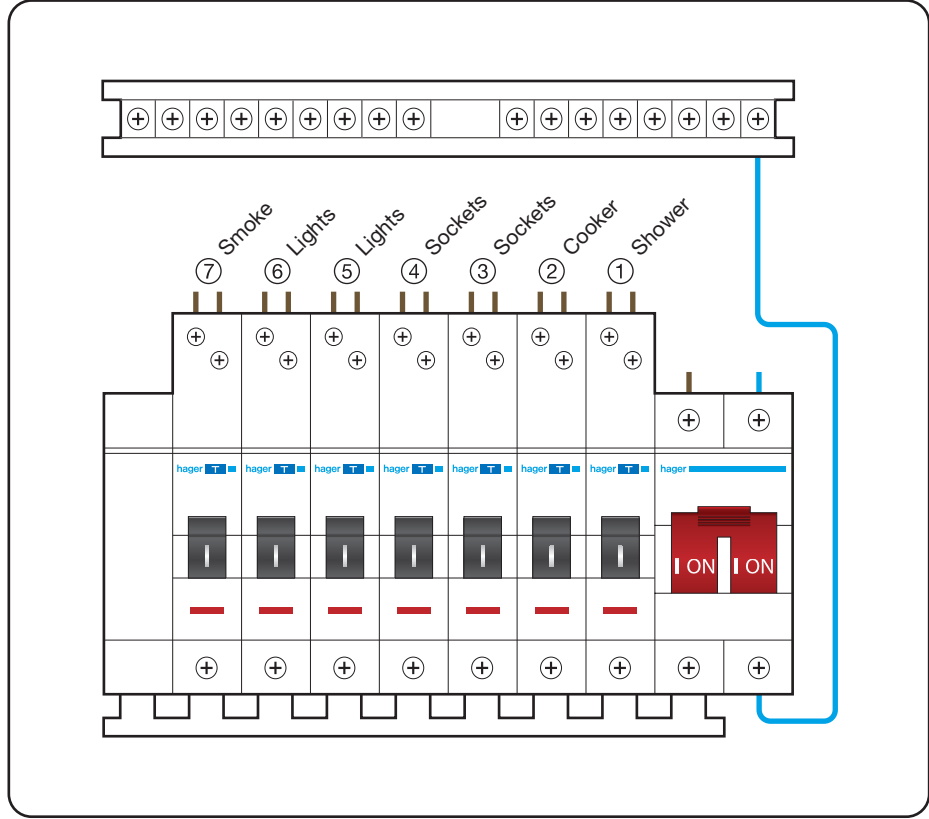 7 Smoke
6 Lights
5 Lights
4 Sockets
3 Sockets
2 Cooker
1 Shower
hager T
hager T
hager T
hager T
hager T
hager T
hager T
hager
I
I
I
I
I
I
I
I ON I ON